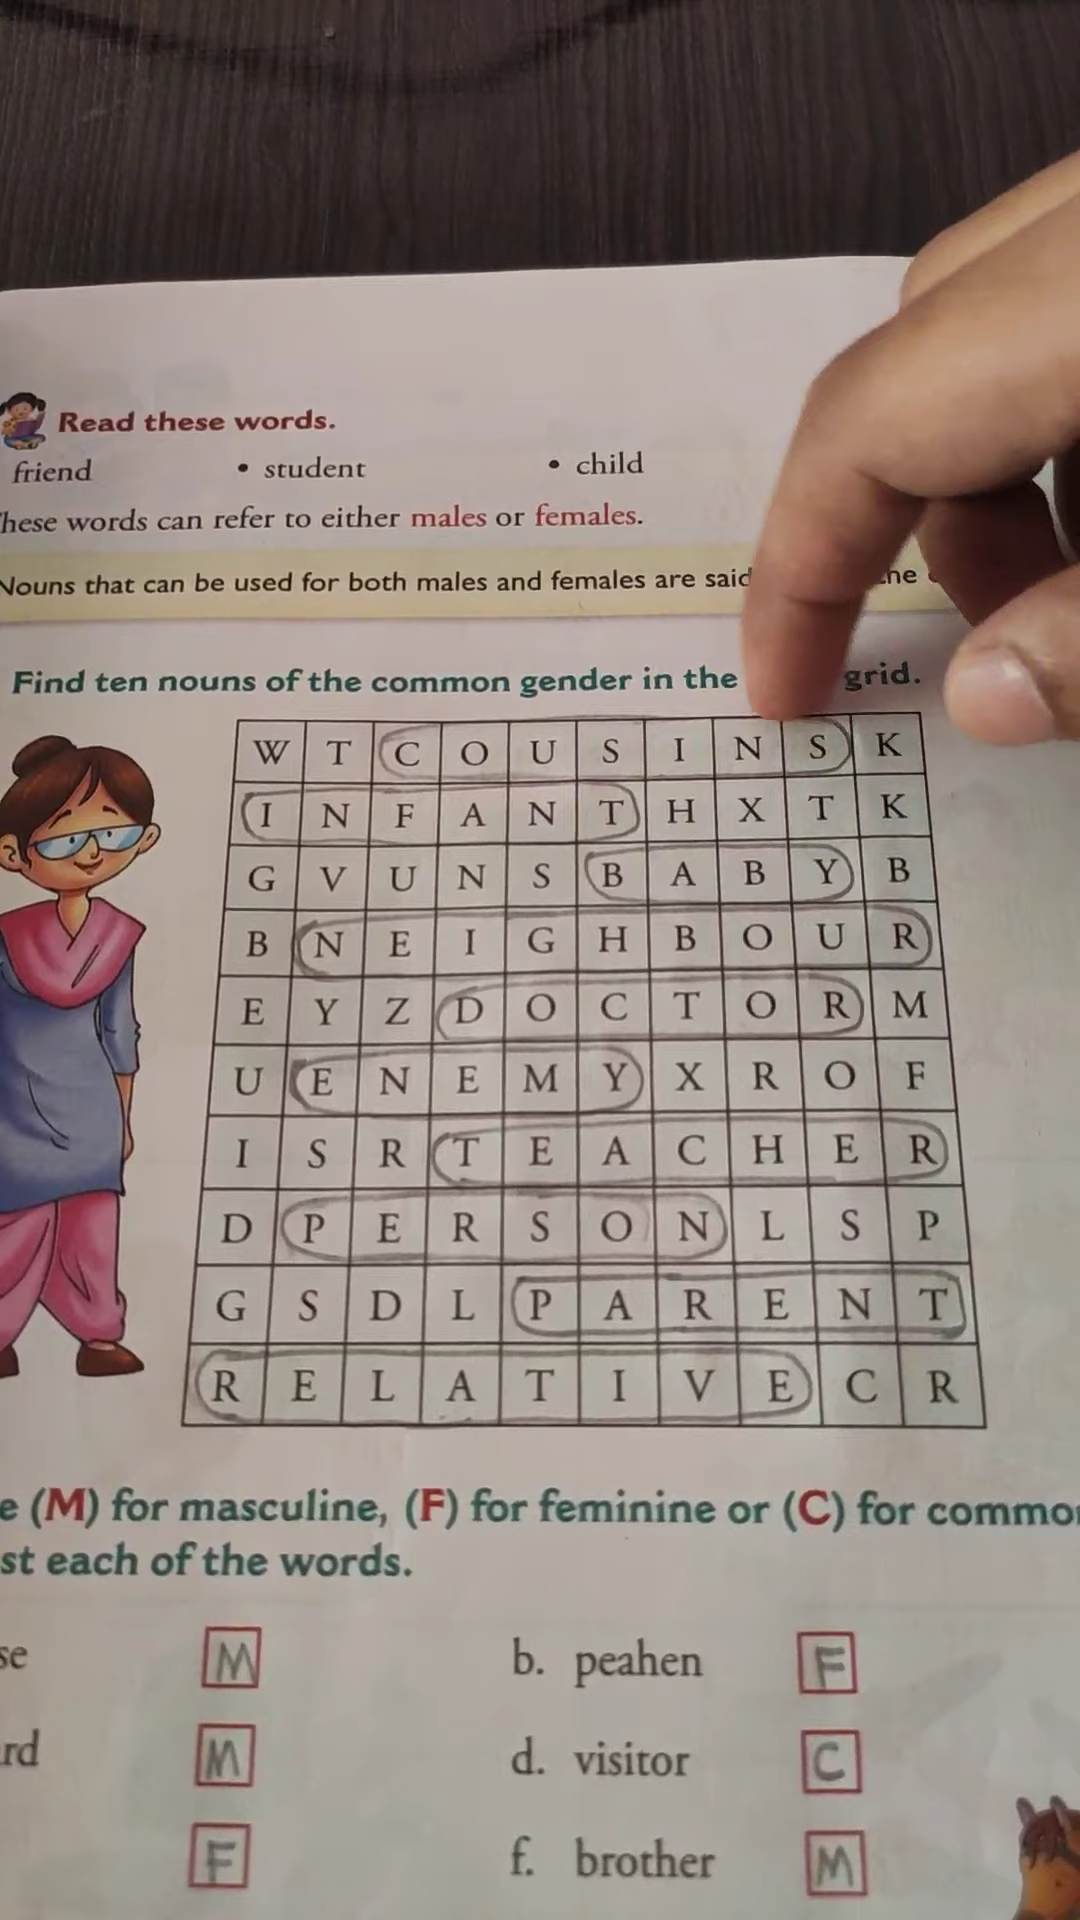 Read these words.
friend • student • child
hese words can refer to either males or females.
Nouns that can be used for both males and females are said
Find ten nouns of the common gender in the grid.
W T C O U S I N S K
I N F A N T H X T K
G V U N S B A B Y B
B N E I G H B O U R
E Y Z D O C T O R M
U E N E M Y X R O F
I S R T E A C H E R
D P E R S O N L S P
G S D L P A R E N T
R E L A T I V E C R
e (M) for masculine, (F) for feminine or (C) for commo
st each of the words.
se M b. peahen F
rd M d. visitor C
F f. brother M